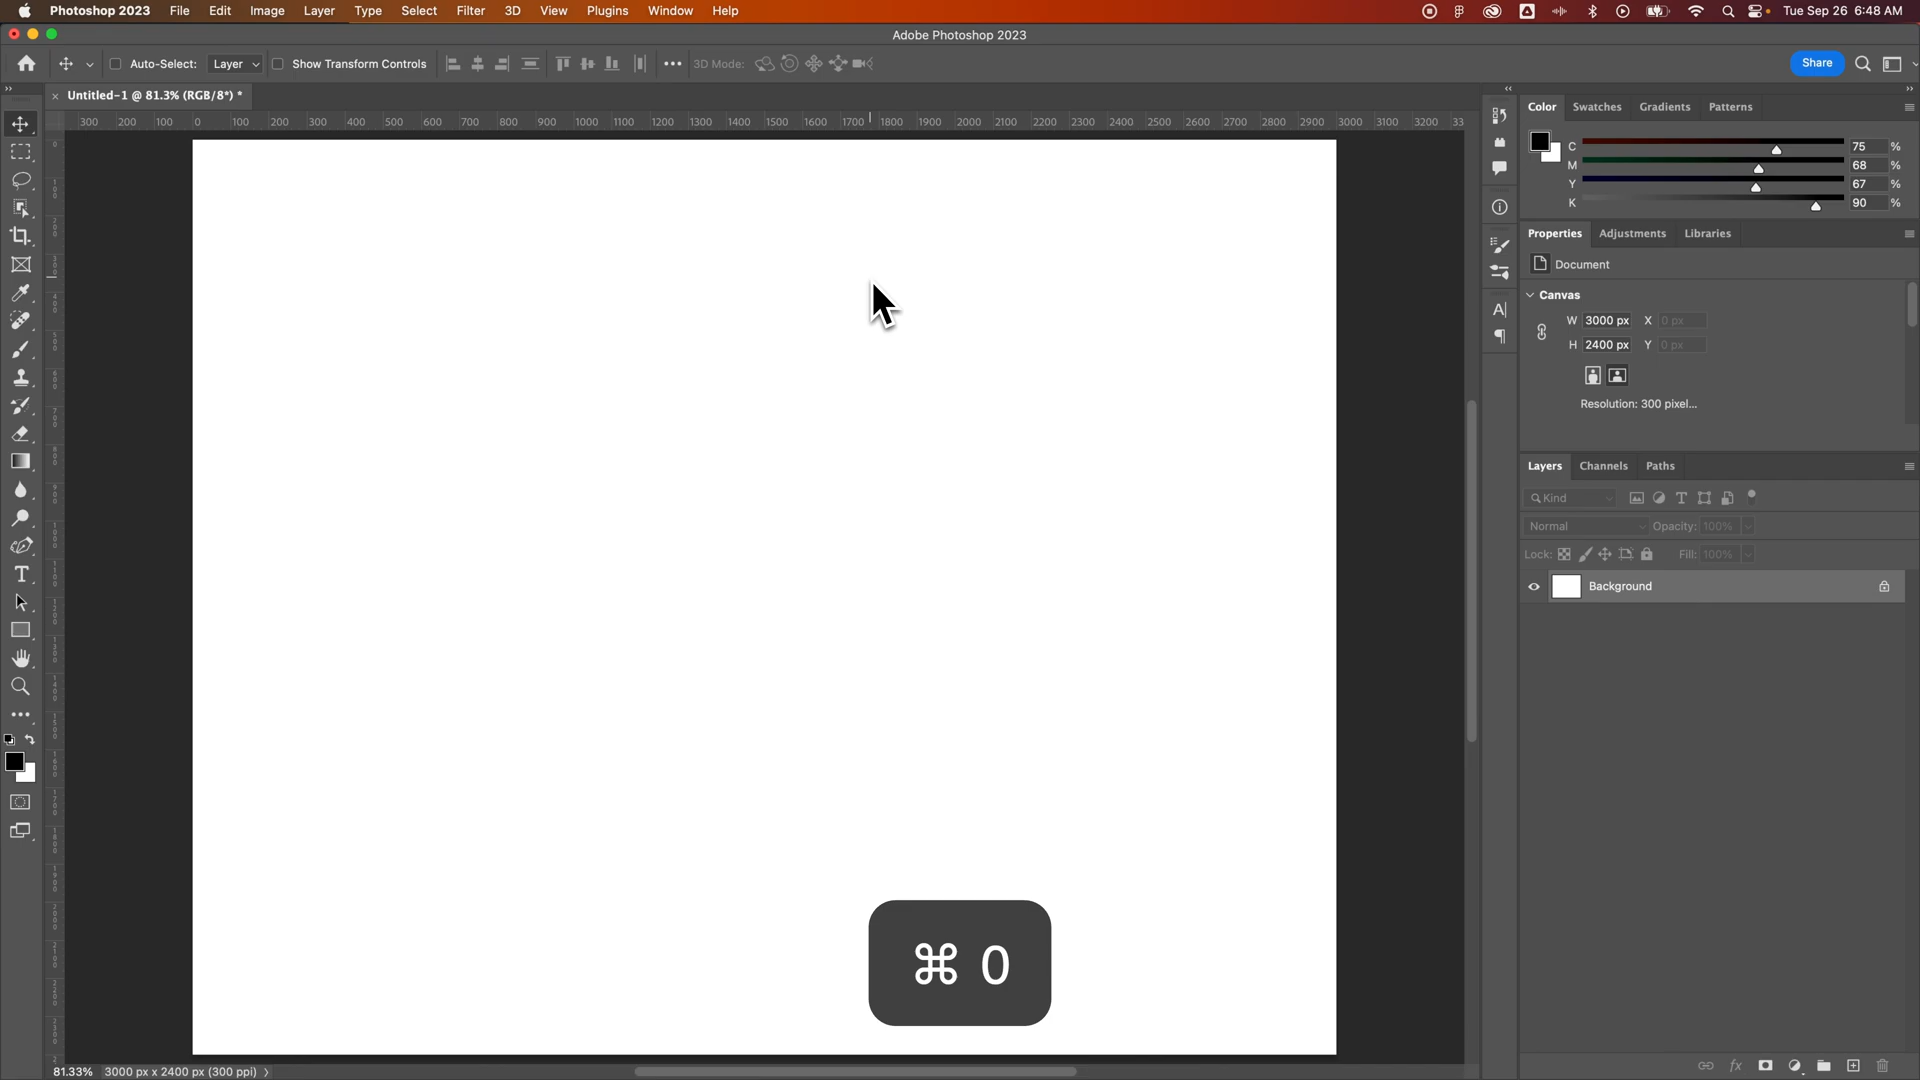 Photoshop 2023 File Edit Image Layer Type Select Filter 3D View Plugins Window Help Tue Sep 26 6:48 AM
Adobe Photoshop 2023
Auto-Select: Layer Show Transform Controls 3D Mode: Share
Untitled-1 @ 81.3% (RGB/8*) *
300 200 100 0 100 200 300 400 500 600 700 800 900 1000 1100 1200 1300 1400 1500 1600 1700 1800 1900 2000 2100 2200 2300 2400 2500 2600 2700 2800 2900 3000 3100 3200 33
Color Swatches Gradients Patterns
C 75 %
M 68 %
Y 67 %
K 90 %
Properties Adjustments Libraries
Document
Canvas
W 3000 px X 0 px
H 2400 px Y 0 px
Resolution: 300 pixel...
Layers Channels Paths
Kind
Normal Opacity: 100%
Lock: Fill: 100%
Background
⌘ 0
81.33% 3000 px x 2400 px (300 ppi)